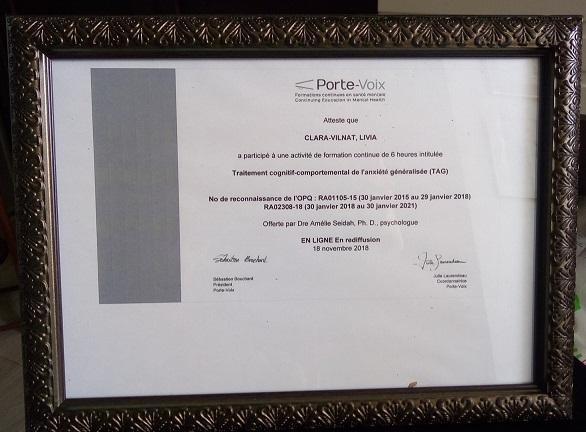 Porte-Voix
Formations continues en santé mentale
Continuing Education in Mental Health
Atteste que
CLARA-VILNAT, LIVIA
a participé à une activité de formation continue de 6 heures intitulée
Traitement cognitif-comportemental de l'anxiété généralisée (TAG)
No de reconnaissance de l'OPQ : RA01105-15 (30 janvier 2015 au 29 janvier 2018)
RA02308-18 (30 janvier 2018 au 30 janvier 2021)
Offerte par Dre Amélie Seidah, Ph. D., psychologue
EN LIGNE En rediffusion
18 novembre 2018
Sébastien Bouchard
Sébastien Bouchard
Président
Porte-Voix
Julie Laurendeau
Julie Laurendeau
Coordonnatrice
Porte-Voix